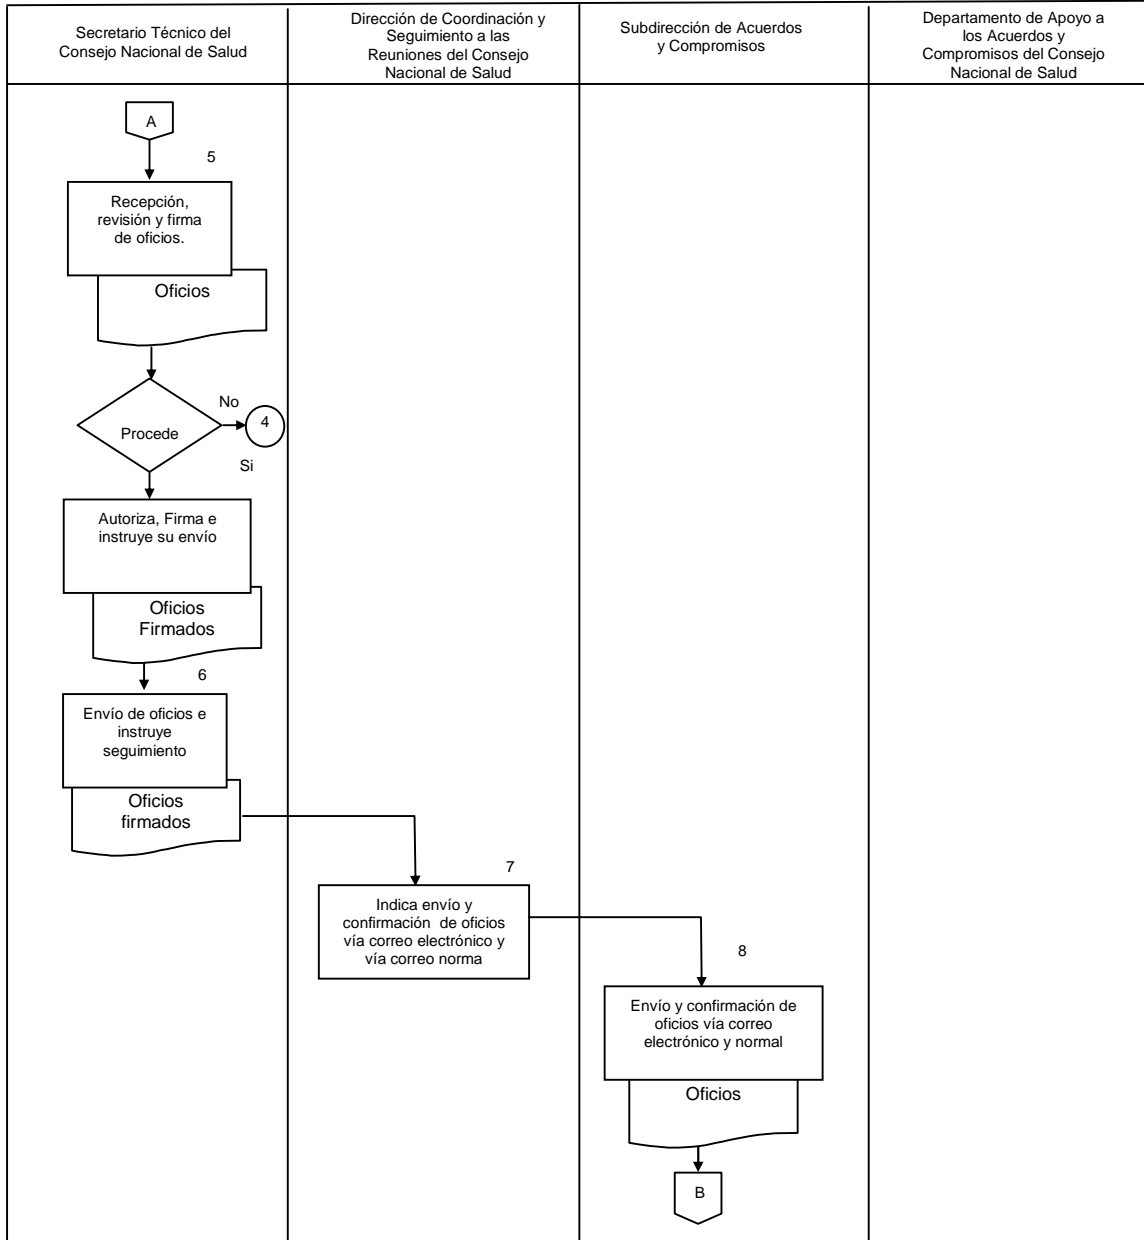 Secretario Técnico del
Consejo Nacional de Salud
Dirección de Coordinación y
Seguimiento a las
Reuniones del Consejo
Nacional de Salud
Subdirección de Acuerdos
y Compromisos
Departamento de Apoyo a
los Acuerdos y
Compromisos del Consejo
Nacional de Salud
A
5
Recepción,
revisión y firma
de oficios.
Oficios
Procede
No
4
Si
Autoriza, Firma e
instruye su envío
Oficios
Firmados
6
Envío de oficios e
instruye
seguimiento
Oficios
firmados
7
Indica envío y
confirmación de oficios
vía correo electrónico y
vía correo norma
8
Envío y confirmación de
oficios vía correo
electrónico y normal
Oficios
B